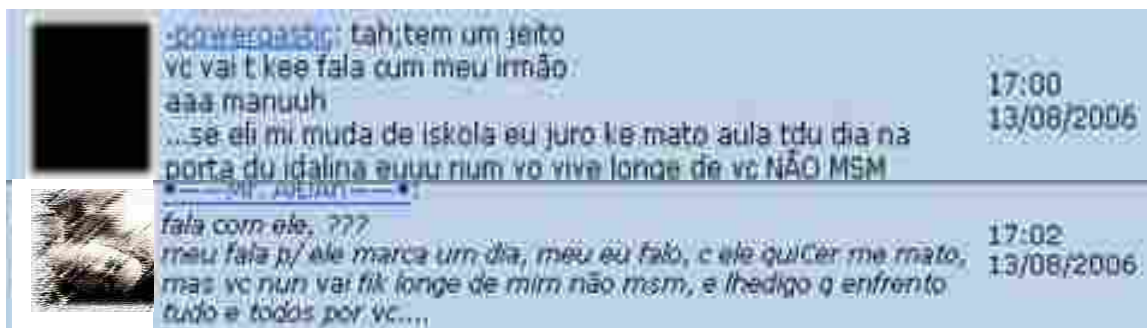 -powergastic: tah;tem um jeito
vc vai t kee fala cum meu irmão
aaa manuuh
17:00
13/08/2006
...se eli mi muda de iskola eu juro ke mato aula tdu dia na
porta du idalina euuu num vo vive longe de vc NÃO MSM
fala com ele, ???
meu fala p/ ele marca um dia, meu eu falo, c ele quiCer me mato,
17:02
13/08/2006
mas vc nun vai fik longe de mim não msm, e lhedigo q enfrento
tudo e todos por vc....